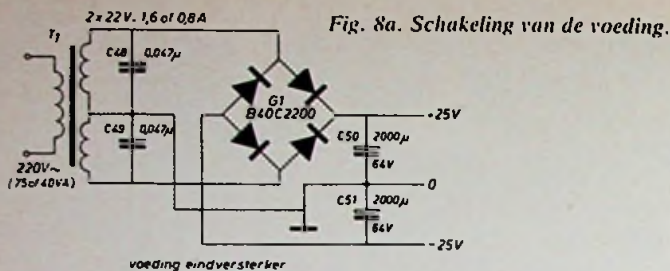 2 x 22V - 1,6 of 0,8A
Fig. 8a. Schakeling van de voeding.
T1
C48
0,047µ
G1
B40C2200
C49
0,047µ
220V~
(75 of 40VA)
+25V
C50
2000µ
64V
0
C51
2000µ
64V
-25V
voeding eindversterker